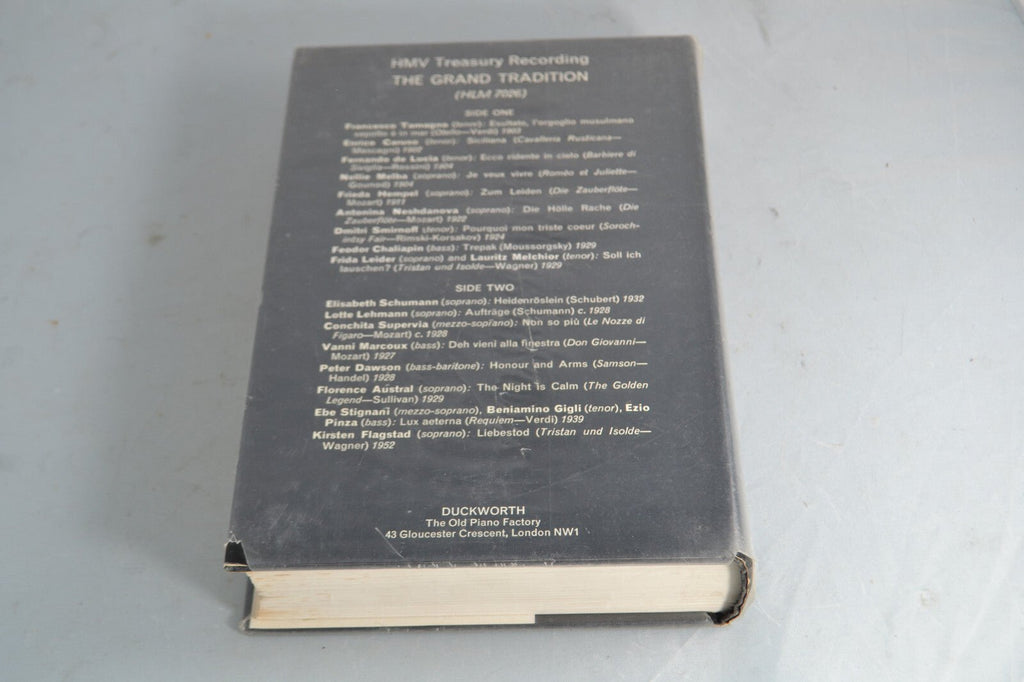 HMV Treasury Recording
THE GRAND TRADITION
(HLM 7026)
SIDE ONE
Francesco Tamagno (tenor): Esultate, l'orgoglio musulmano
sepolto è in mar (Otello—Verdi) 1903
Enrico Caruso (tenor): Siciliana (Cavalleria Rusticana—
Mascagni) 1902
Fernando de Lucia (tenor): Ecco ridente in cielo (Barbiere di
Siviglia—Rossini) 1904
Nellie Melba (soprano): Je veux vivre (Roméo et Juliette—
Gounod) 1904
Frieda Hempel (soprano): Zum Leiden (Die Zauberflöte—
Mozart) 1911
Antonina Neshdanova (soprano): Die Hölle Rache (Die
Zauberflöte—Mozart) 1922
Dmitri Smirnoff (tenor): Pourquoi mon triste coeur (Soroch-
intsy Fair—Rimski-Korsakov) 1924
Feodor Chaliapin (bass): Trepak (Moussorgsky) 1929
Frida Leider (soprano) and Lauritz Melchior (tenor): Soll ich
lauschen? (Tristan und Isolde—Wagner) 1929
SIDE TWO
Elisabeth Schumann (soprano): Heidenröslein (Schubert) 1932
Lotte Lehmann (soprano): Aufträge (Schumann) c. 1928
Conchita Supervia (mezzo-soprano): Non so più (Le Nozze di
Figaro—Mozart) c. 1928
Vanni Marcoux (bass): Deh vieni alla finestra (Don Giovanni—
Mozart) 1927
Peter Dawson (bass-baritone): Honour and Arms (Samson—
Handel) 1928
Florence Austral (soprano): The Night is Calm (The Golden
Legend—Sullivan) 1929
Ebe Stignani (mezzo-soprano), Beniamino Gigli (tenor), Ezio
Pinza (bass): Lux aeterna (Requiem—Verdi) 1939
Kirsten Flagstad (soprano): Liebestod (Tristan und Isolde—
Wagner) 1952
DUCKWORTH
The Old Piano Factory
43 Gloucester Crescent, London NW1